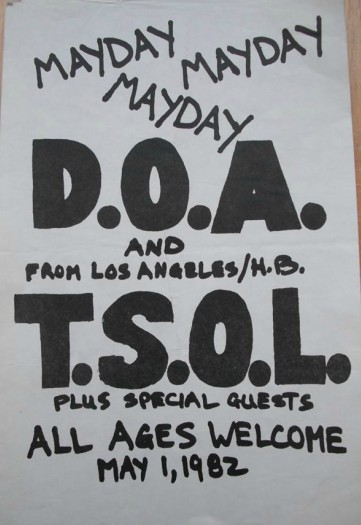 MAYDAY MAYDAY
MAYDAY
D.O.A.
AND
FROM LOS ANGELES/H.B.
T.S.O.L.
PLUS SPECIAL GUESTS
ALL AGES WELCOME
MAY 1, 1982